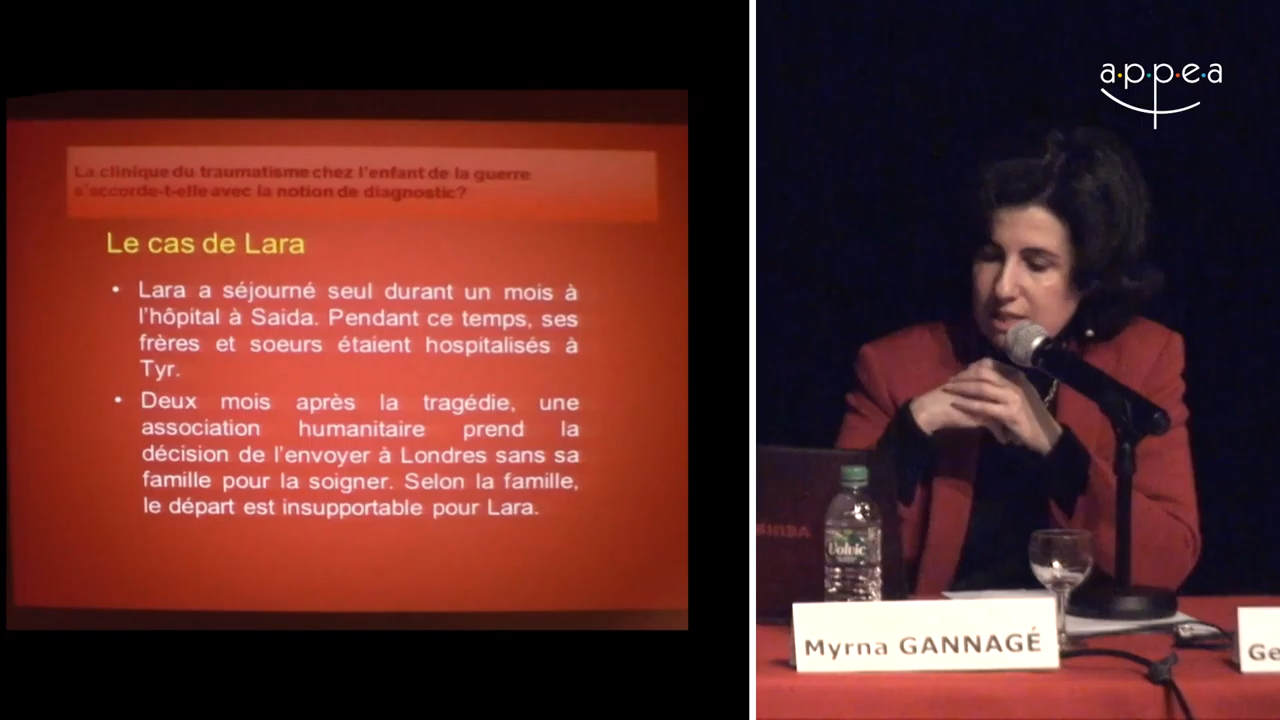 La clinique du traumatisme chez l'enfant de la guerre
s'accorde-t-elle avec la notion de diagnostic?
Le cas de Lara
• Lara a séjourné seul durant un mois à
l'hôpital à Saida. Pendant ce temps, ses
frères et soeurs étaient hospitalisés à
Tyr.
• Deux mois après la tragédie, une
association humanitaire prend la
décision de l'envoyer à Londres sans sa
famille pour la soigner. Selon la famille,
le départ est insupportable pour Lara.
a·p·p·e·a
SHIBA
Volvic
Myrna GANNAGÉ
Ge